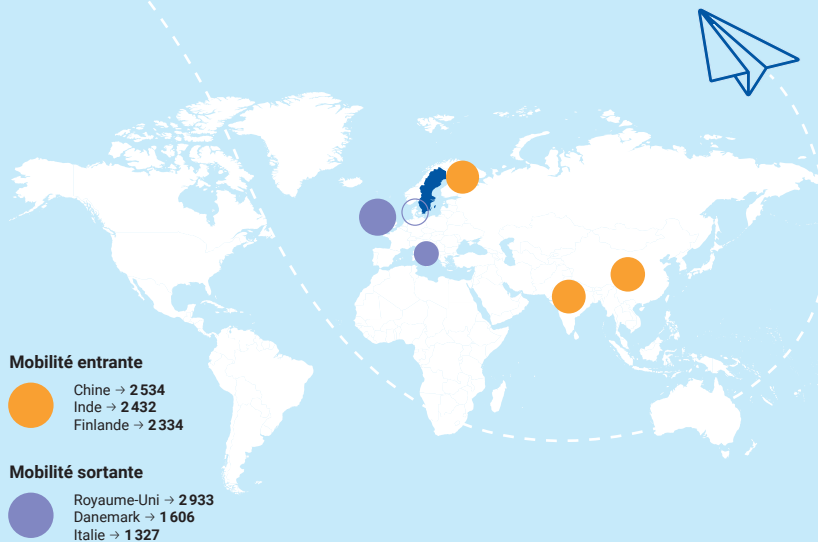 Mobilité entrante
Chine → 2 534
Inde → 2 432
Finlande → 2 334
Mobilité sortante
Royaume-Uni → 2 933
Danemark → 1 606
Italie → 1 327